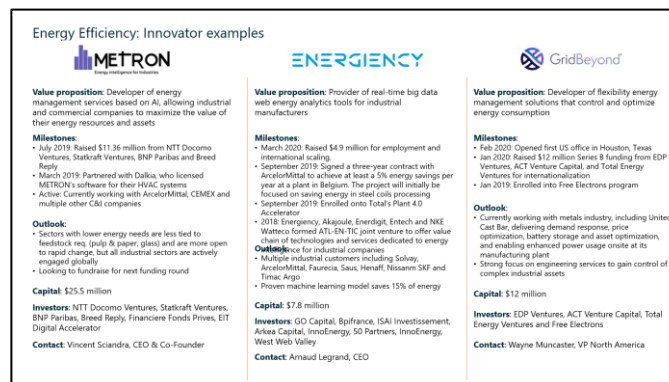 Energy Efficiency: Innovator examples
METRON
Energy Intelligence for Industries
Value proposition: Developer of energy
management services based on AI, allowing industrial
and commercial companies to maximize the value of
their energy resources and assets
Milestones:
• July 2019: Raised $11.36 million from NTT Docomo
Ventures, Statkraft Ventures, BNP Paribas and Breed
Reply
• March 2019: Partnered with Dalkia, who licensed
METRON's software for their HVAC systems
• Active: Currently working with ArcelorMittal, CEMEX and
multiple other C&I companies
Outlook:
• Sectors with lower energy needs are less tied to
feedstock req. (pulp & paper, glass) and are more open
to rapid change, but all industrial sectors are actively
engaged globally
• Looking to fundraise for next funding round
Capital: $25.5 million
Investors: NTT Docomo Ventures, Statkraft Ventures,
BNP Paribas, Breed Reply, Financiere Fonds Prives, EIT
Digital Accelerator
Contact: Vincent Sciandra, CEO & Co-Founder
ENERGIENCY
Value proposition: Provider of real-time big data
web energy analytics tools for industrial
manufacturers
Milestones:
• March 2020: Raised $4.9 million for employment and
international scaling.
• September 2019: Signed a three-year contract with
ArcelorMittal to achieve at least a 5% energy savings per
year at a plant in Belgium. The project will initially be
focused on saving energy in steel coils processing
• September 2019: Enrolled onto Total's Plant 4.0
Accelerator
• 2018: Energiency, Akajoule, Enerdigit, Entech and NKE
Watteco formed ATL-EN-TIC joint venture to offer value
chain of technologies and services dedicated to energy
intelligence for industrial companies
Outlook:
• Multiple industrial customers including Solvay,
ArcelorMittal, Faurecia, Saus, Henaff, Nissarnm SKF and
Timac Argo
• Proven machine learning model saves 15% of energy
Capital: $7.8 million
Investors: GO Capital, Bpifrance, ISAI Investissement,
Arkea Capital, InnoEnergy, 50 Partners, InnoEnergy,
West Web Valley
Contact: Arnaud Legrand, CEO
GridBeyond
Value proposition: Developer of flexibility energy
management solutions that control and optimize
energy consumption
Milestones:
• Feb 2020: Opened first US office in Houston, Texas
• Jan 2020: Raised $12 million Series B funding from EDP
Ventures, ACT Venture Capital, and Total Energy
Ventures for internationalization
• Jan 2019: Enrolled into Free Electrons program
Outlook:
• Currently working with metals industry, including United
Cast Bar, delivering demand response, price
optimization, battery storage and asset optimization,
and enabling enhanced power usage onsite at its
manufacturing plant
• Strong focus on engineering services to gain control of
complex industrial assets
Capital: $12 million
Investors: EDP Ventures, ACT Venture Capital, Total
Energy Ventures and Free Electrons
Contact: Wayne Muncaster, VP North America